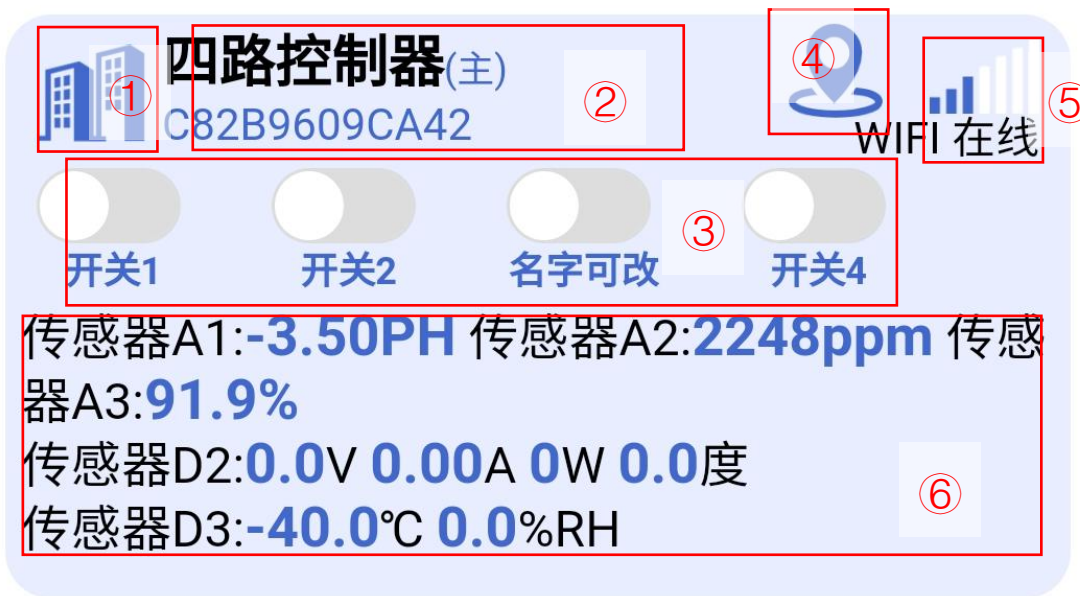 ①
四路控制器(主)
C82B9609CA42
②
④
⑤
WIFI 在线
③
开关1 开关2 名字可改 开关4
传感器A1:-3.50PH 传感器A2:2248ppm 传感
器A3:91.9%
传感器D2:0.0V 0.00A 0W 0.0度
传感器D3:-40.0℃ 0.0%RH
⑥